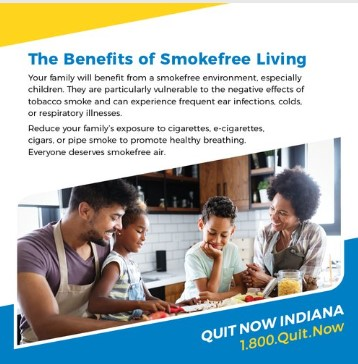 The Benefits of Smokefree Living
Your family will benefit from a smokefree environment, especially
children. They are particularly vulnerable to the negative effects of
tobacco smoke and can experience frequent ear infections, colds,
or respiratory illnesses.
Reduce your family's exposure to cigarettes, e-cigarettes,
cigars, or pipe smoke to promote healthy breathing.
Everyone deserves smokefree air.
QUIT NOW INDIANA
1.800.Quit.Now